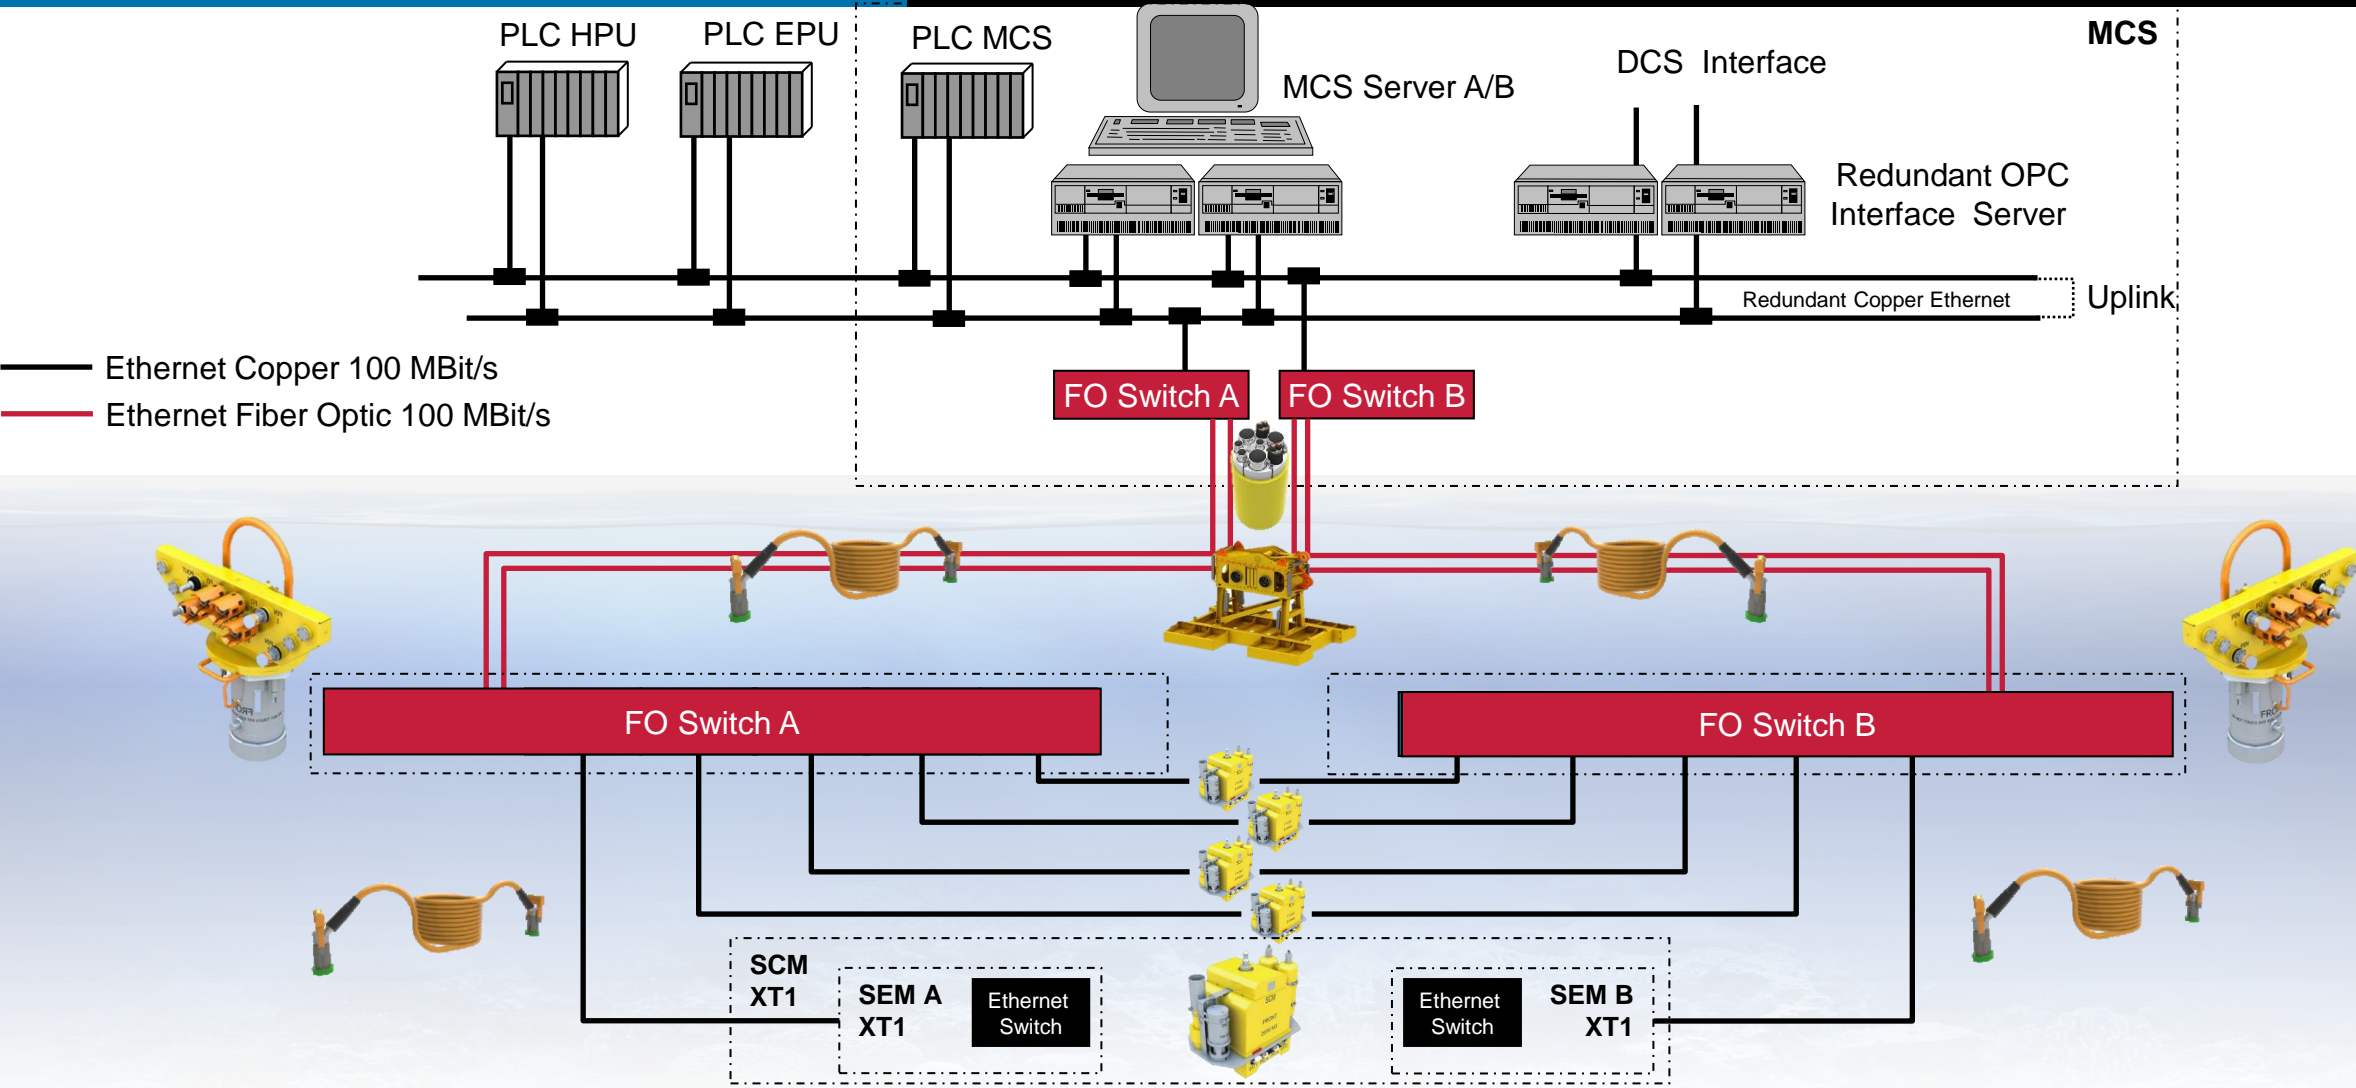 PLC HPU
PLC EPU
PLC MCS
MCS
MCS Server A/B
DCS Interface
Redundant OPC
Interface Server
Redundant Copper Ethernet
Uplink
Ethernet Copper 100 MBit/s
Ethernet Fiber Optic 100 MBit/s
FO Switch A
FO Switch B
FO Switch A
FO Switch B
SCM
XT1
SEM A
XT1
Ethernet
Switch
SCM
FRONT
Ethernet
Switch
SEM B
XT1